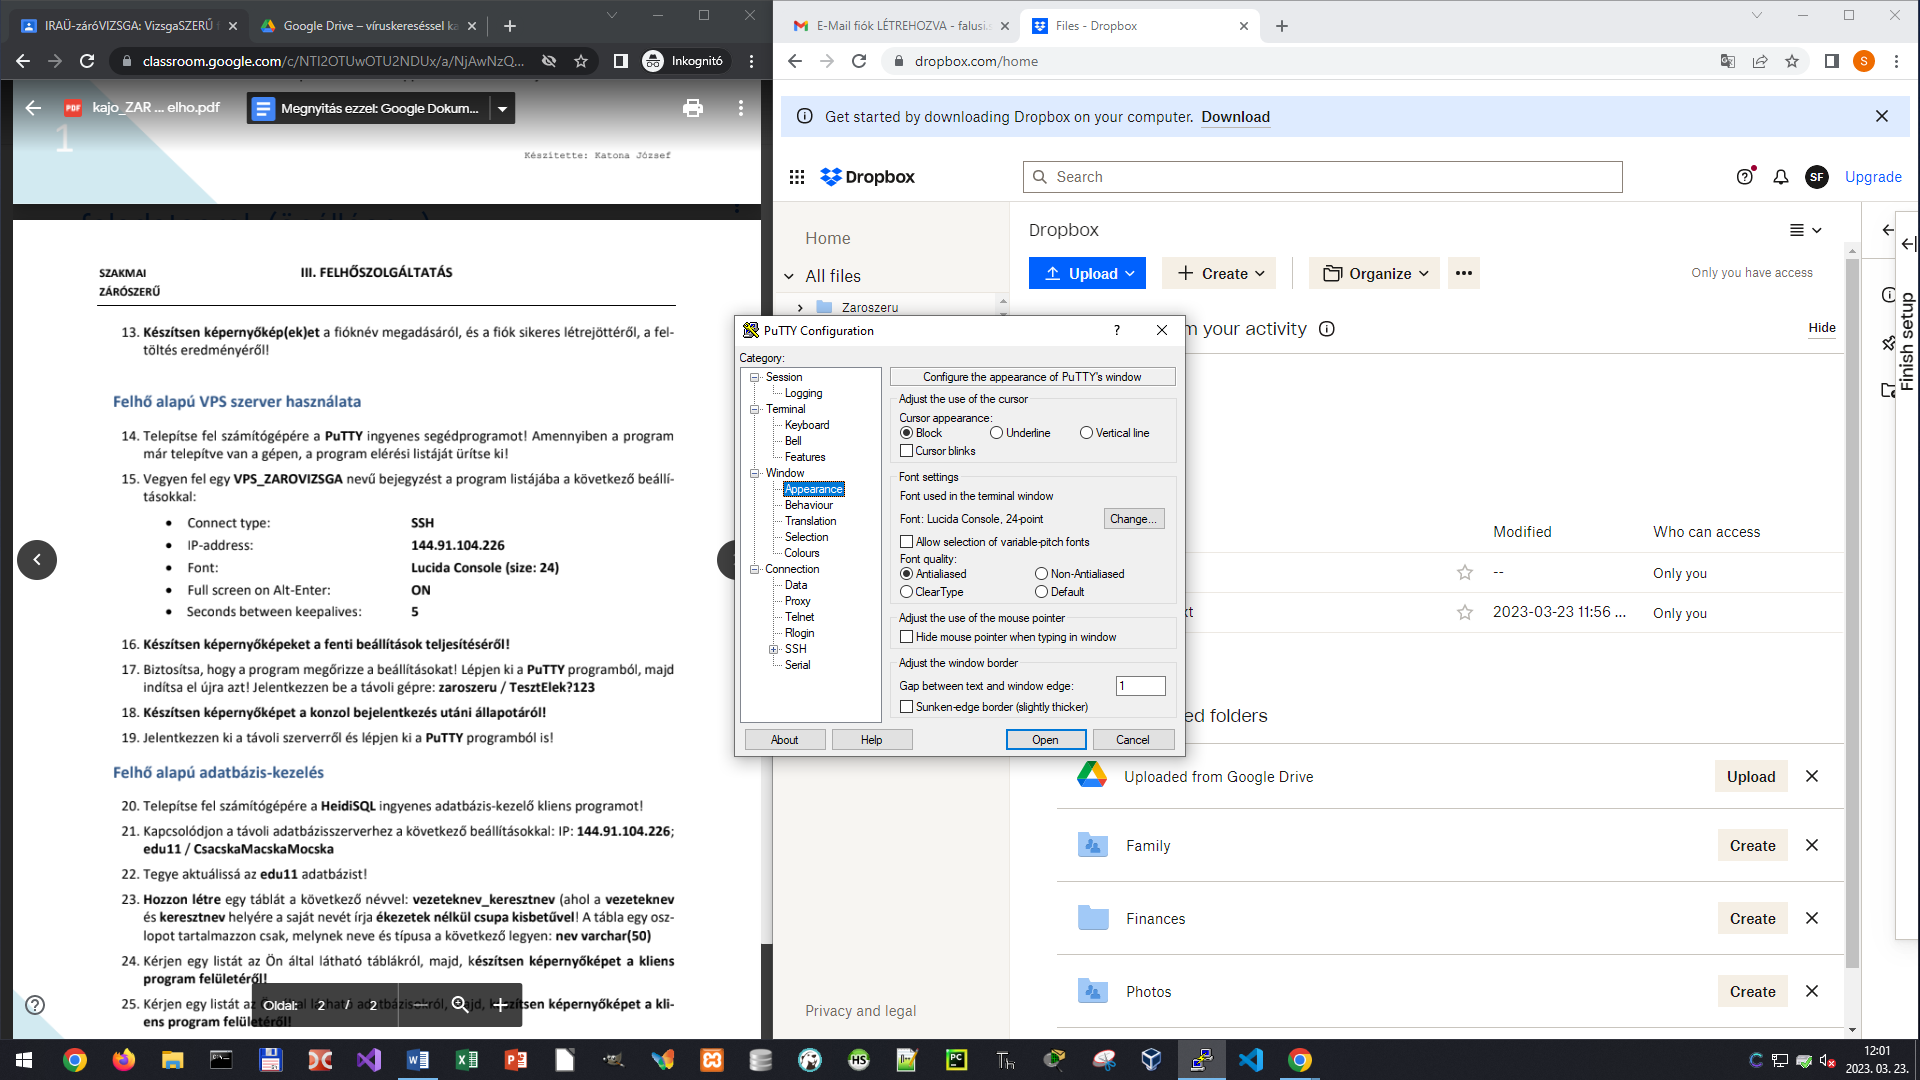 IRAÜ-záróVIZSGA: VizsgaSZERŰ
Google Drive – víruskereséssel ka
classroom.google.com/c/NTI2OTUwOTU2NDUx/a/NjAwNzQ...
Inkognitó
kajo_ZAR ... elho.pdf
Megnyitás ezzel: Google Dokum...
1
Készítette: Katona József
SZAKMAI
ZÁRÓSZERŰ
III. FELHŐSZOLGÁLTATÁS
13. Készítsen képernyőkép(ek)et a fióknév megadásáról, és a fiók sikeres létrejöttéről, a fel-
töltés eredményéről!
Felhő alapú VPS szerver használata
14. Telepítse fel számítógépére a PuTTY ingyenes segédprogramot! Amennyiben a program
már telepítve van a gépen, a program elérési listáját ürítse ki!
15. Vegyen fel egy VPS_ZAROVIZSGA nevű bejegyzést a program listájába a következő beállí-
tásokkal:
• Connect type: SSH
• IP-address: 144.91.104.226
• Font: Lucida Console (size: 24)
• Full screen on Alt-Enter: ON
• Seconds between keepalives: 5
16. Készítsen képernyőképeket a fenti beállítások teljesítéséről!
17. Biztosítsa, hogy a program megőrizze a beállításokat! Lépjen ki a PuTTY programból, majd
indítsa el újra azt! Jelentkezzen be a távoli gépre: zaroszeru / TesztElek?123
18. Készítsen képernyőképet a konzol bejelentkezés utáni állapotáról!
19. Jelentkezzen ki a távoli szerverről és lépjen ki a PuTTY programból is!
Felhő alapú adatbázis-kezelés
20. Telepítse fel számítógépére a HeidiSQL ingyenes adatbázis-kezelő kliens programot!
21. Kapcsolódjon a távoli adatbázisszerverhez a következő beállításokkal: IP: 144.91.104.226;
edu11 / CsacskaMacskaMocska
22. Tegye aktuálissá az edu11 adatbázist!
23. Hozzon létre egy táblát a következő névvel: vezeteknev_keresztnev (ahol a vezeteknev
és keresztnev helyére a saját nevét írja ékezetek nélkül csupa kisbetűvel! A tábla egy osz-
lopot tartalmazzon csak, melynek neve és típusa a következő legyen: nev varchar(50)
24. Kérjen egy listát az Ön által látható táblákról, majd, készítsen képernyőképet a kliens
program felületéről!
25. Kérjen egy listát az Ön által látható adatbázisokról, majd, készítsen képernyőképet a kli-
ens program felületéről!
Oldal: 2 / 2
E-Mail fiók LÉTREHOZVA - falusi.s
Files - Dropbox
dropbox.com/home
S
Get started by downloading Dropbox on your computer. Download
Dropbox
Search
SF
Upgrade
Home
All files
Zaroszeru
Privacy and legal
Dropbox
Upload
Create
Organize
Only you have access
m your activity
Hide
Finish setup
Modified
Who can access
--
Only you
xt
2023-03-23 11:56 ...
Only you
ed folders
Uploaded from Google Drive
Upload
Family
Create
Finances
Create
Photos
Create
PuTTY Configuration
?
Category:
Session
Logging
Terminal
Keyboard
Bell
Features
Window
Appearance
Behaviour
Translation
Selection
Colours
Connection
Data
Proxy
Telnet
Rlogin
SSH
Serial
Configure the appearance of PuTTY's window
Adjust the use of the cursor
Cursor appearance:
Block
Underline
Vertical line
Cursor blinks
Font settings
Font used in the terminal window
Font: Lucida Console, 24-point
Change...
Allow selection of variable-pitch fonts
Font quality:
Antialiased
Non-Antialiased
ClearType
Default
Adjust the use of the mouse pointer
Hide mouse pointer when typing in window
Adjust the window border
Gap between text and window edge: 1
Sunken-edge border (slightly thicker)
About
Help
Open
Cancel
12:01
2023. 03. 23.